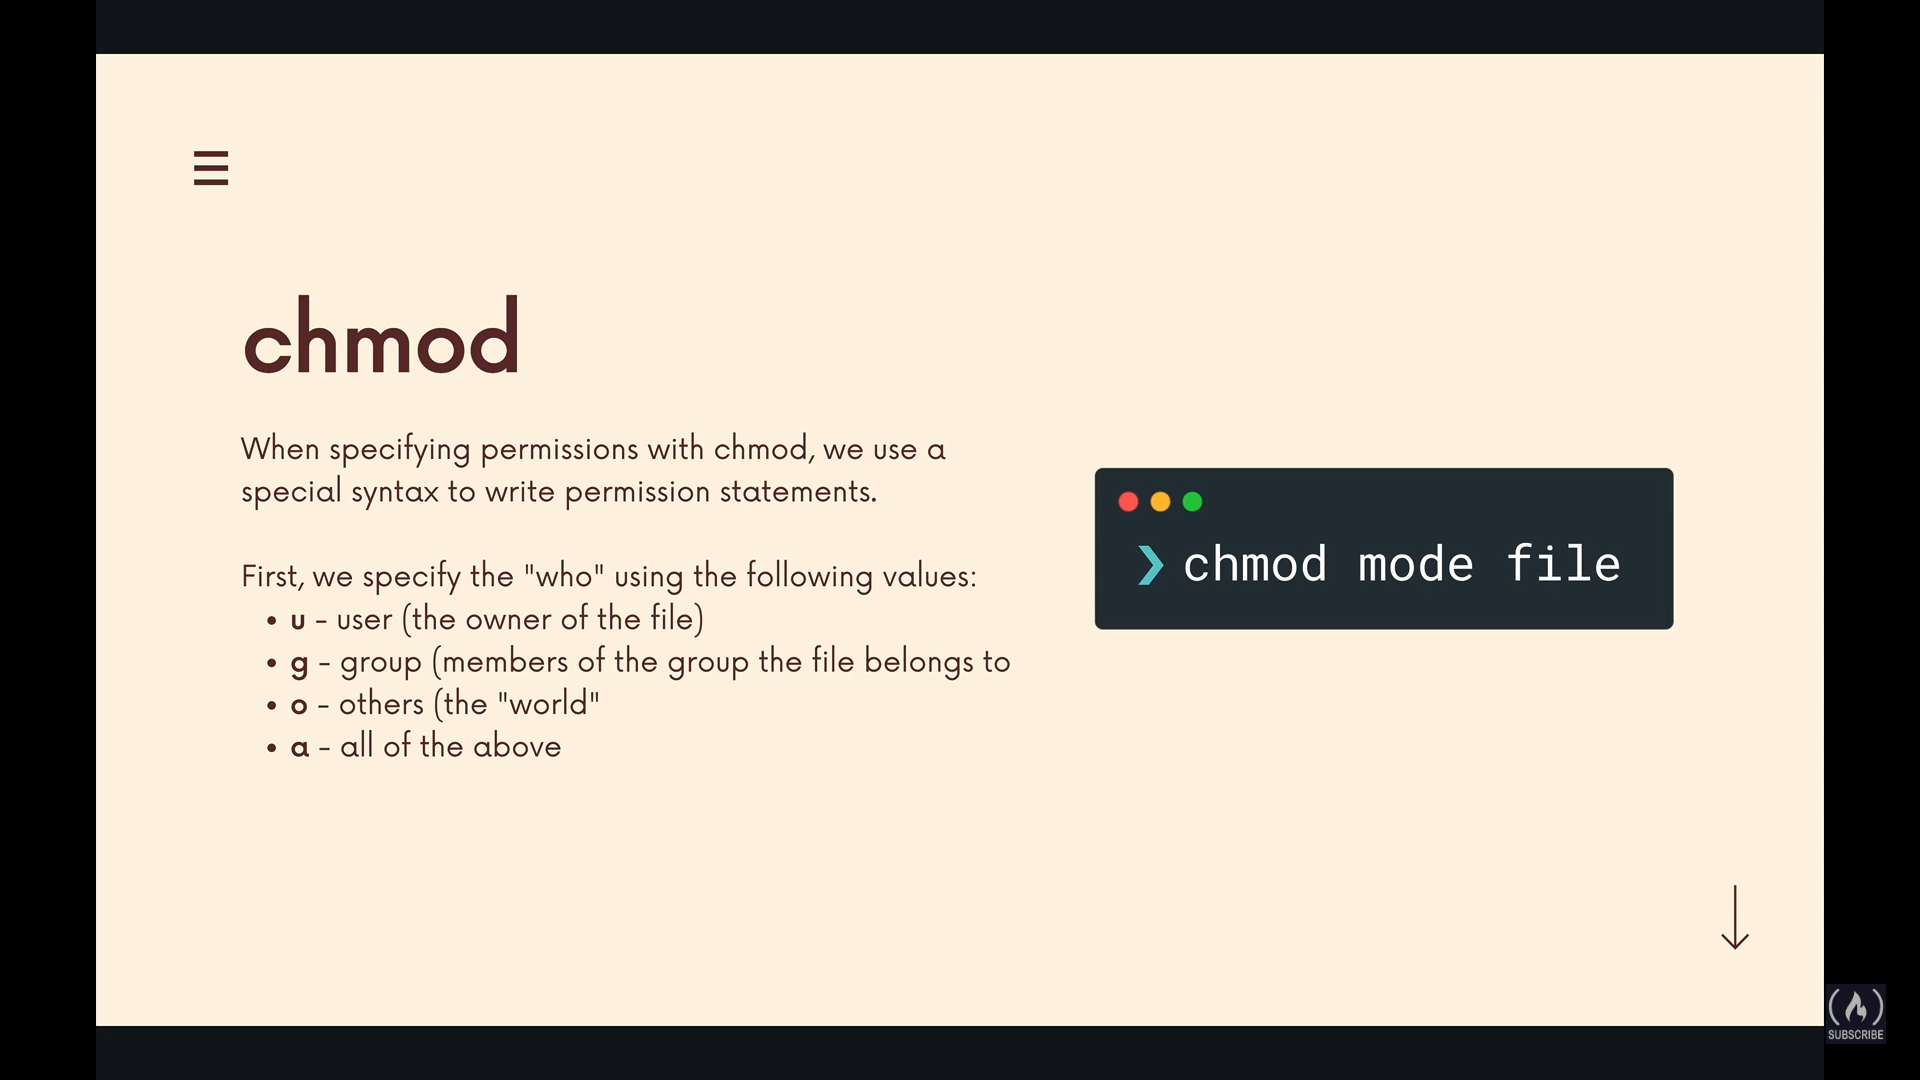 chmod
When specifying permissions with chmod, we use a
special syntax to write permission statements.
First, we specify the "who" using the following values:
• u - user (the owner of the file)
• g - group (members of the group the file belongs to
• o - others (the "world"
• a - all of the above
❯ chmod mode file
SUBSCRIBE